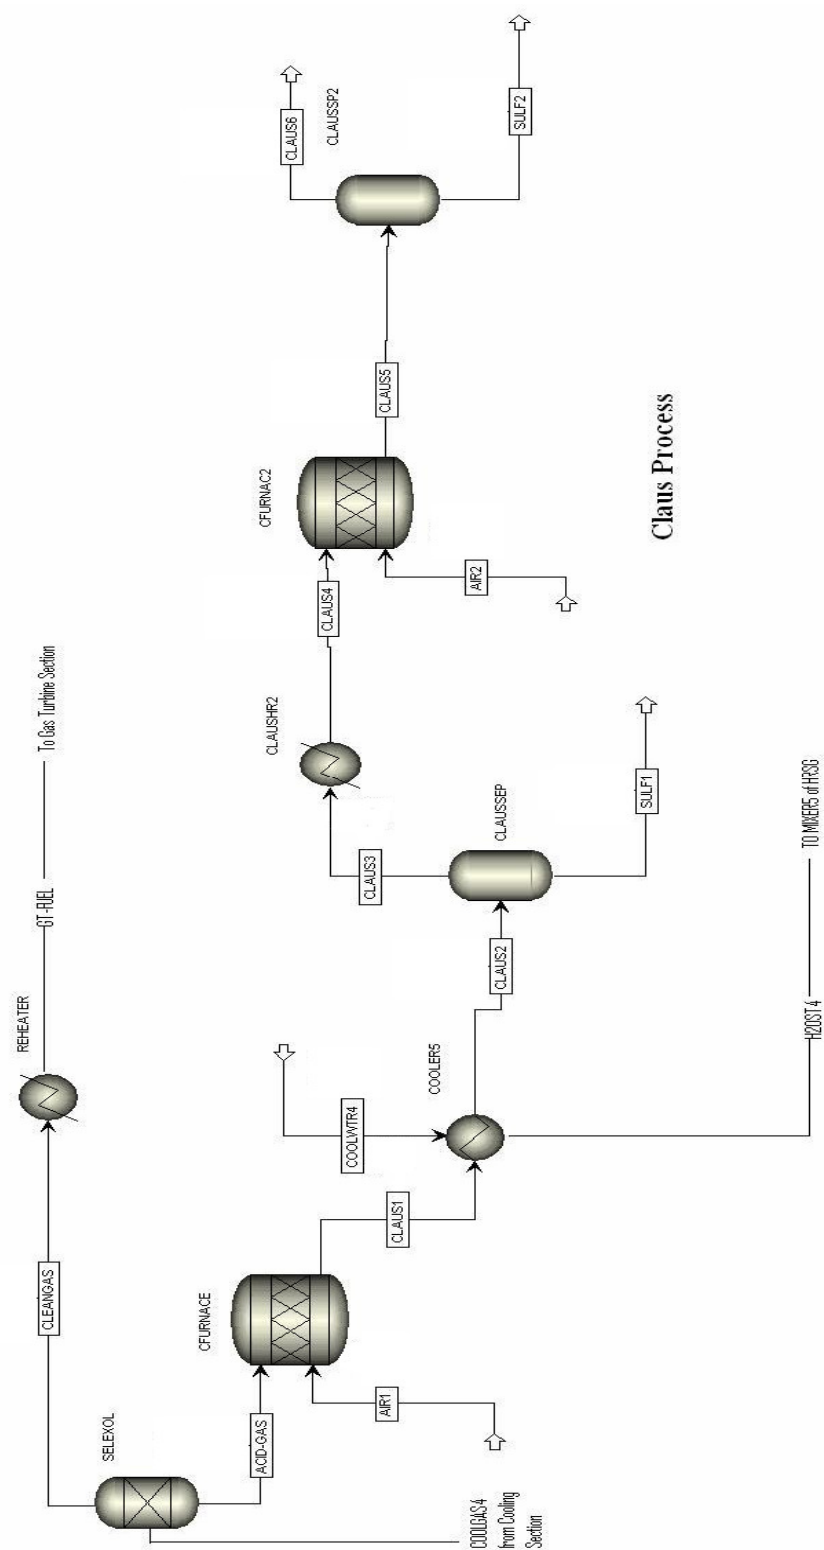 COOLGAS4
from Cooling
Section
SELEXOL
CLEANGAS
REHEATER
GT-FUEL
To Gas Turbine Section
ACID-GAS
AIR1
CFURNACE
CLAUS1
COOLWTR4
COOLER5
H2OST4
TO MIXER5 of HRSG
CLAUS2
CLAUSSEP
SULF1
CLAUS3
CLAUSHR2
CLAUS4
AIR2
CFURNAC2
CLAUS5
CLAUSSP2
CLAUS6
SULF2
Claus Process